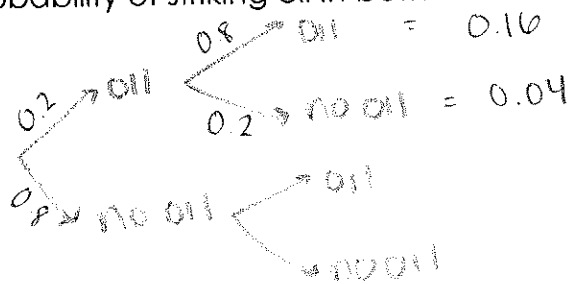 obability of striking oil in bo
0.8 oil = 0.16
0.2 oil
0.2 no oil = 0.04
0.8 no oil
oil
no oil